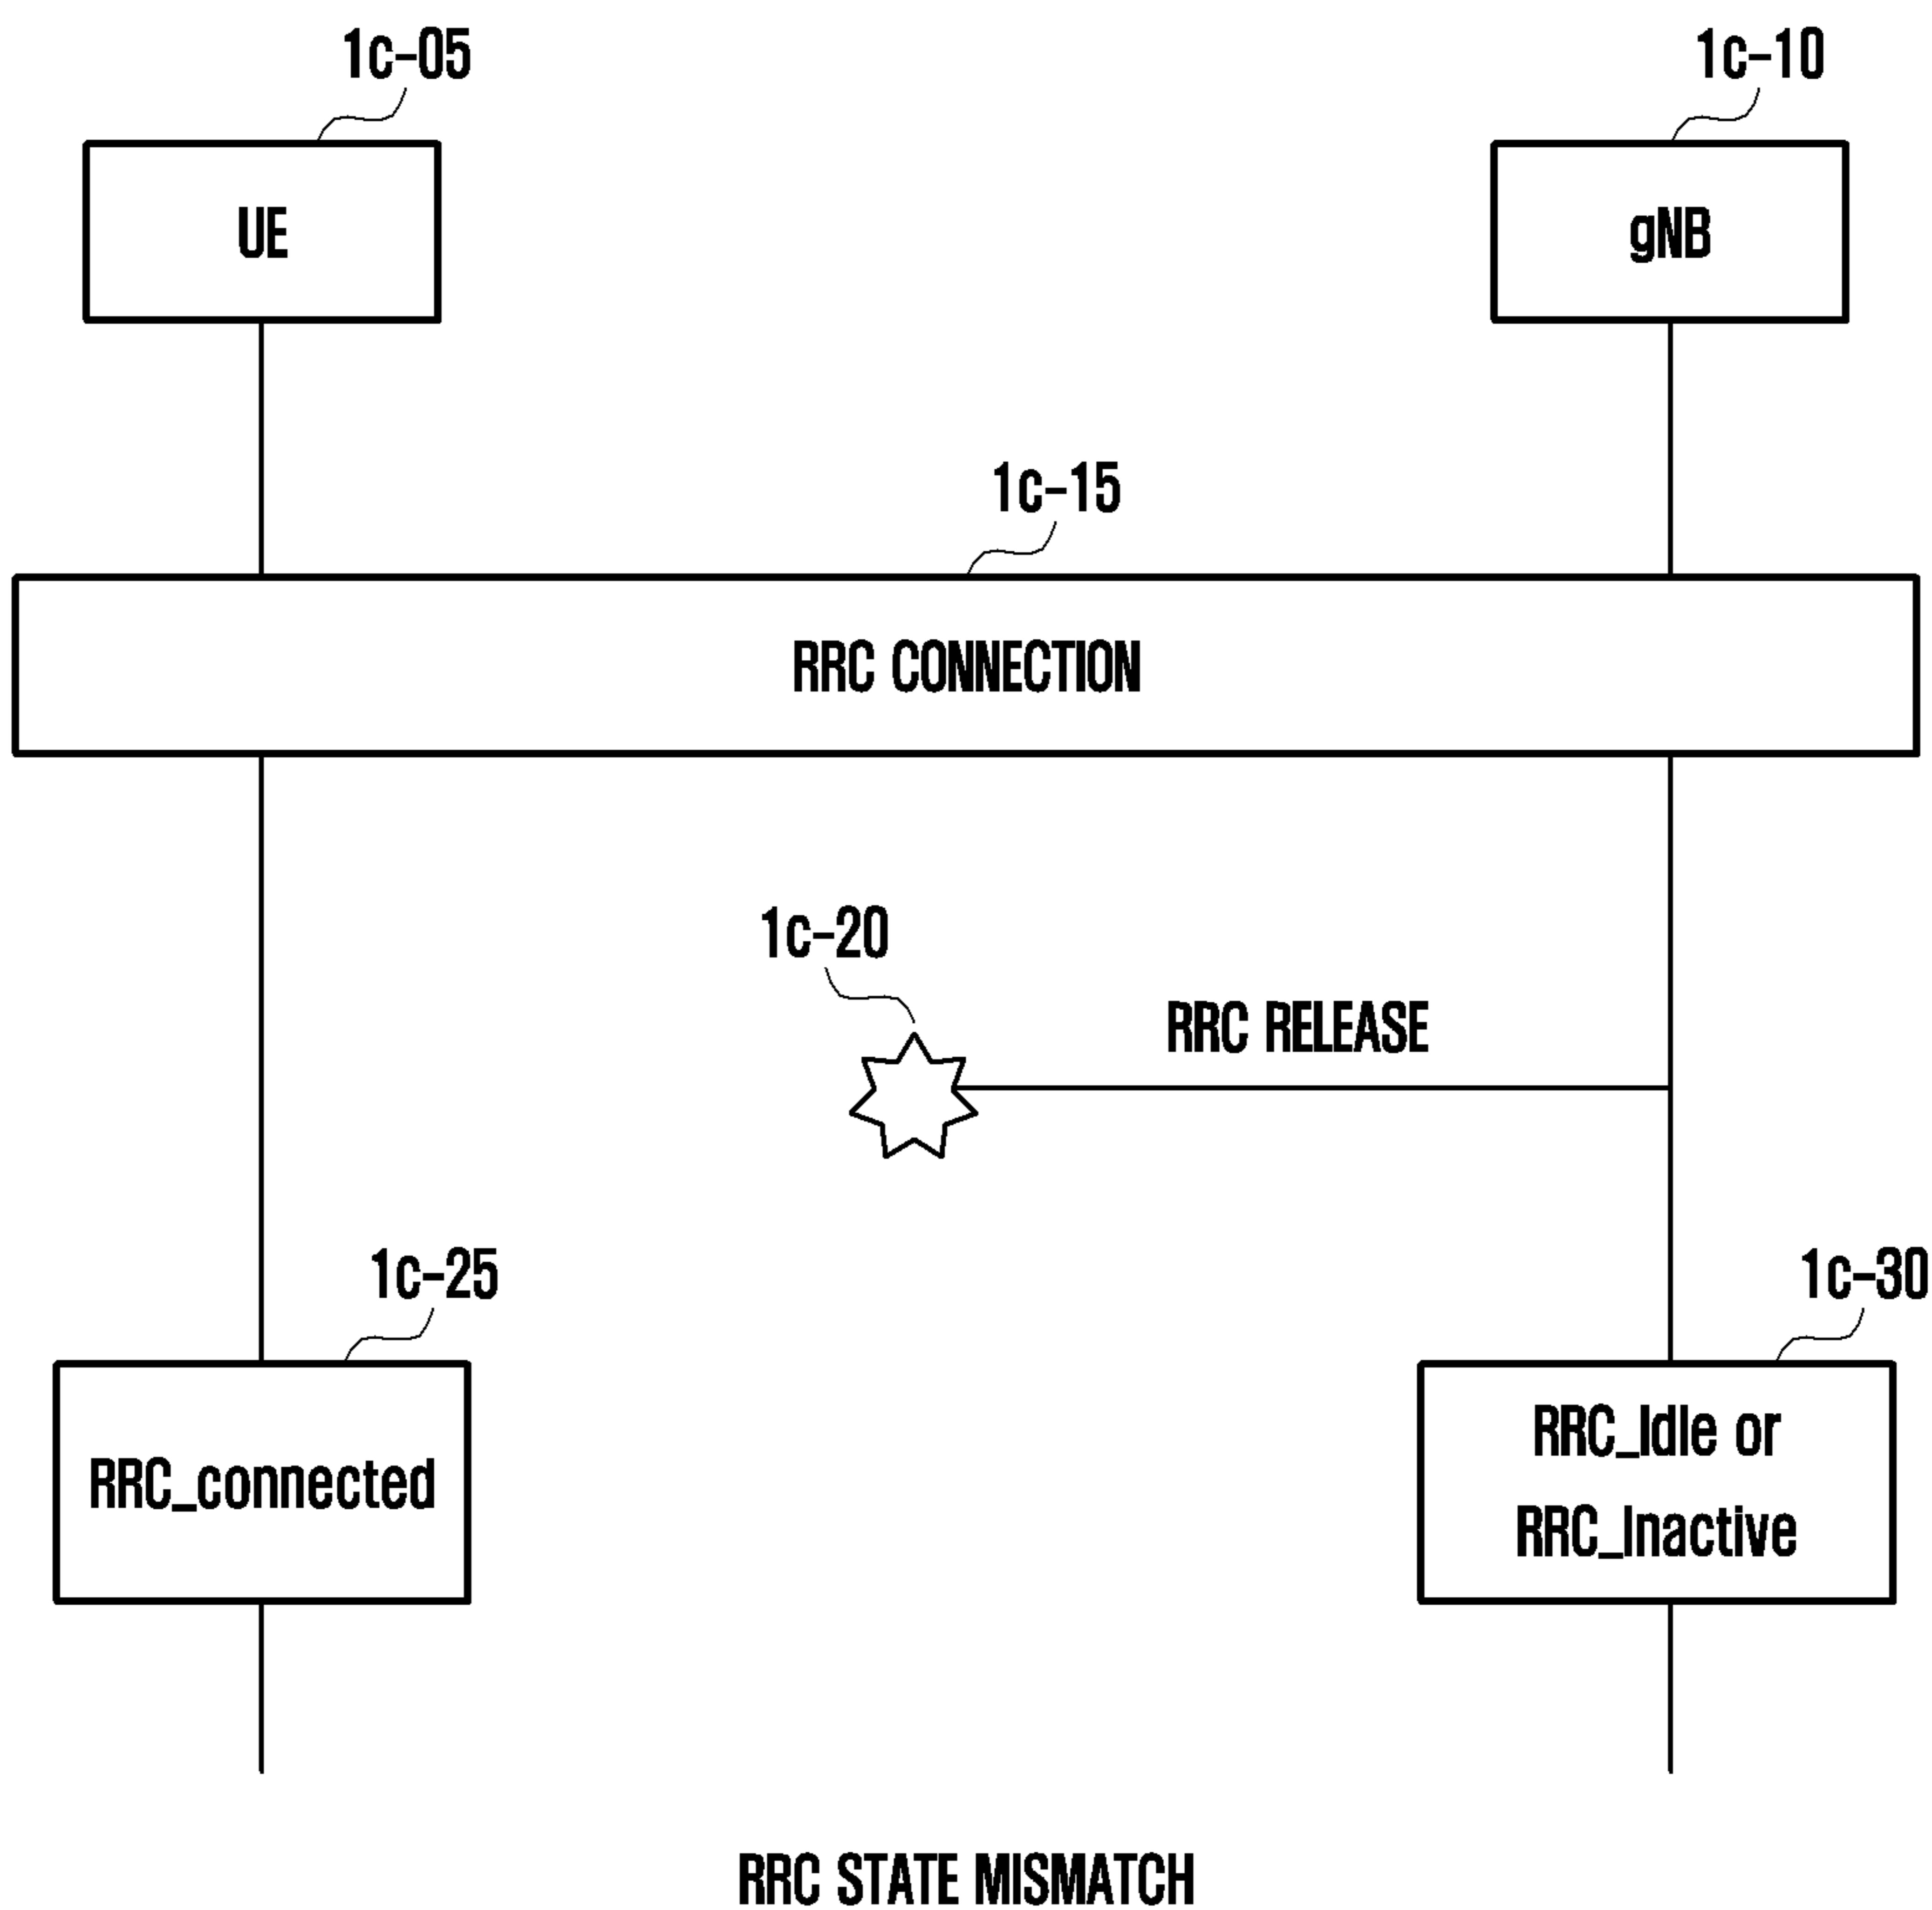 1c-05
1c-10
UE
gNB
1c-15
RRC CONNECTION
1c-20
RRC RELEASE
1c-25
1c-30
RRC_connected
RRC_Idle or
RRC_Inactive
RRC STATE MISMATCH